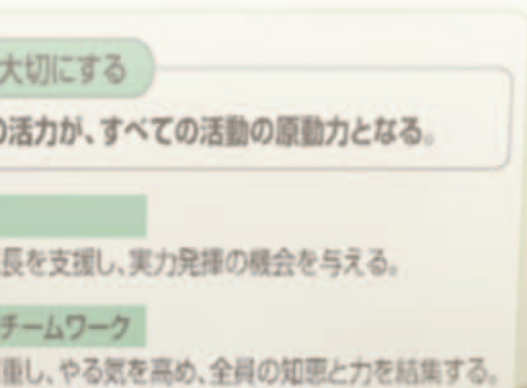 大切にする
の活力が、すべての活動の原動力となる。
長を支援し、実力発揮の機会を与える。
チームワーク
重し、やる気を高め、全員の知恵と力を結集する。